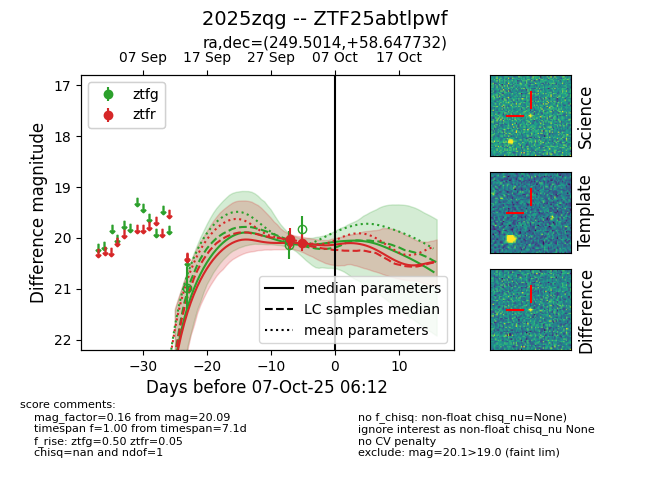 2025zqg -- ZTF25abtlpwf
ra,dec=(249.5014,+58.647732)
07 Sep 17 Sep 27 Sep 07 Oct 17 Oct
17
18
19
20
21
22
Difference magnitude
ztfg
ztfr
median parameters
LC samples median
mean parameters
−30 −20 −10 0 10
Days before 07-Oct-25 06:12
Science
Template
Difference
score comments:
mag_factor=0.16 from mag=20.09
timespan f=1.00 from timespan=7.1d
f_rise: ztfg=0.50 ztfr=0.05
chisq=nan and ndof=1
no f_chisq: non-float chisq_nu=None)
ignore interest as non-float chisq_nu None
no CV penalty
exclude: mag=20.1>19.0 (faint lim)